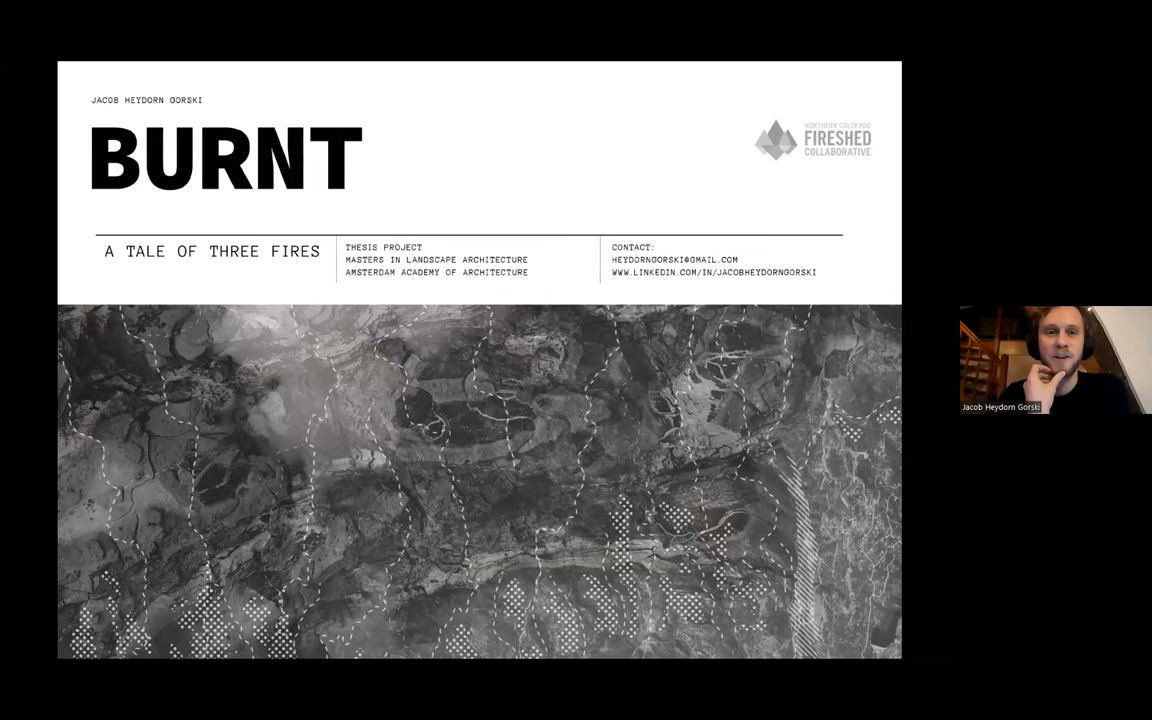 JACOB HEYDORN GORSKI
BURNT
NORTHERN COLORADO
FIRESHED
COLLABORATIVE
A TALE OF THREE FIRES
THESIS PROJECT
MASTERS IN LANDSCAPE ARCHITECTURE
AMSTERDAM ACADEMY OF ARCHITECTURE
CONTACT:
HEYDORNGORSKI@GMAIL.COM
WWW.LINKEDIN.COM/IN/JACOBHEYDORNGORSKI
Jacob Heydorn Gorski